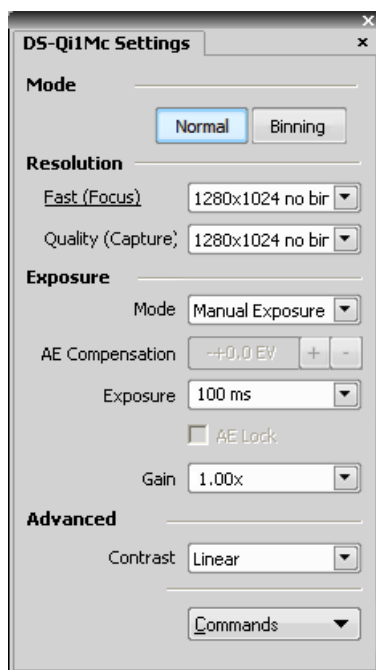 DS-Qi1Mc Settings
Mode
Normal Binning
Resolution
Fast (Focus) 1280x1024 no bir
Quality (Capture) 1280x1024 no bir
Exposure
Mode Manual Exposure
AE Compensation -+0.0 EV + -
Exposure 100 ms
AE Lock
Gain 1.00x
Advanced
Contrast Linear
Commands